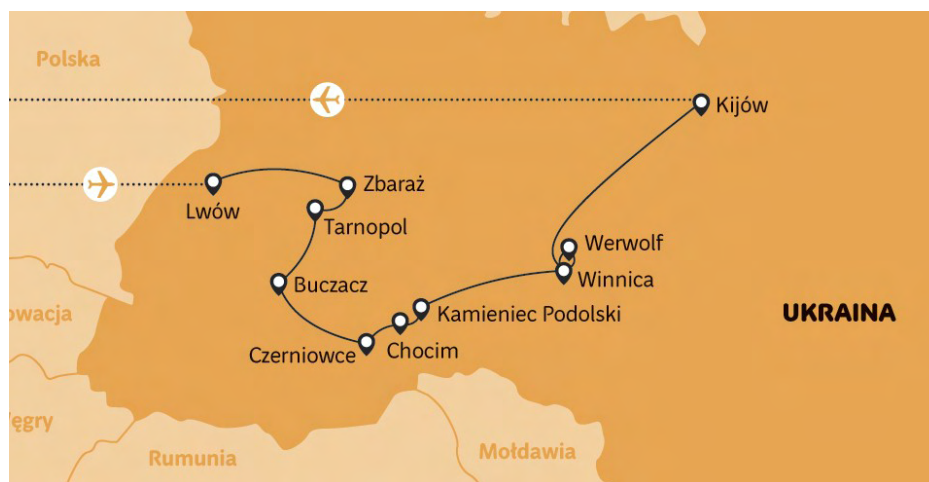 Polska
Kijów
Zbaraż
Lwów
Tarnopol
Werwolf
Winnica
Buczacz
Kamieniec Podolski
UKRAINA
owacja
Chocim
Czerniowce
ęgry
Mołdawia
Rumunia